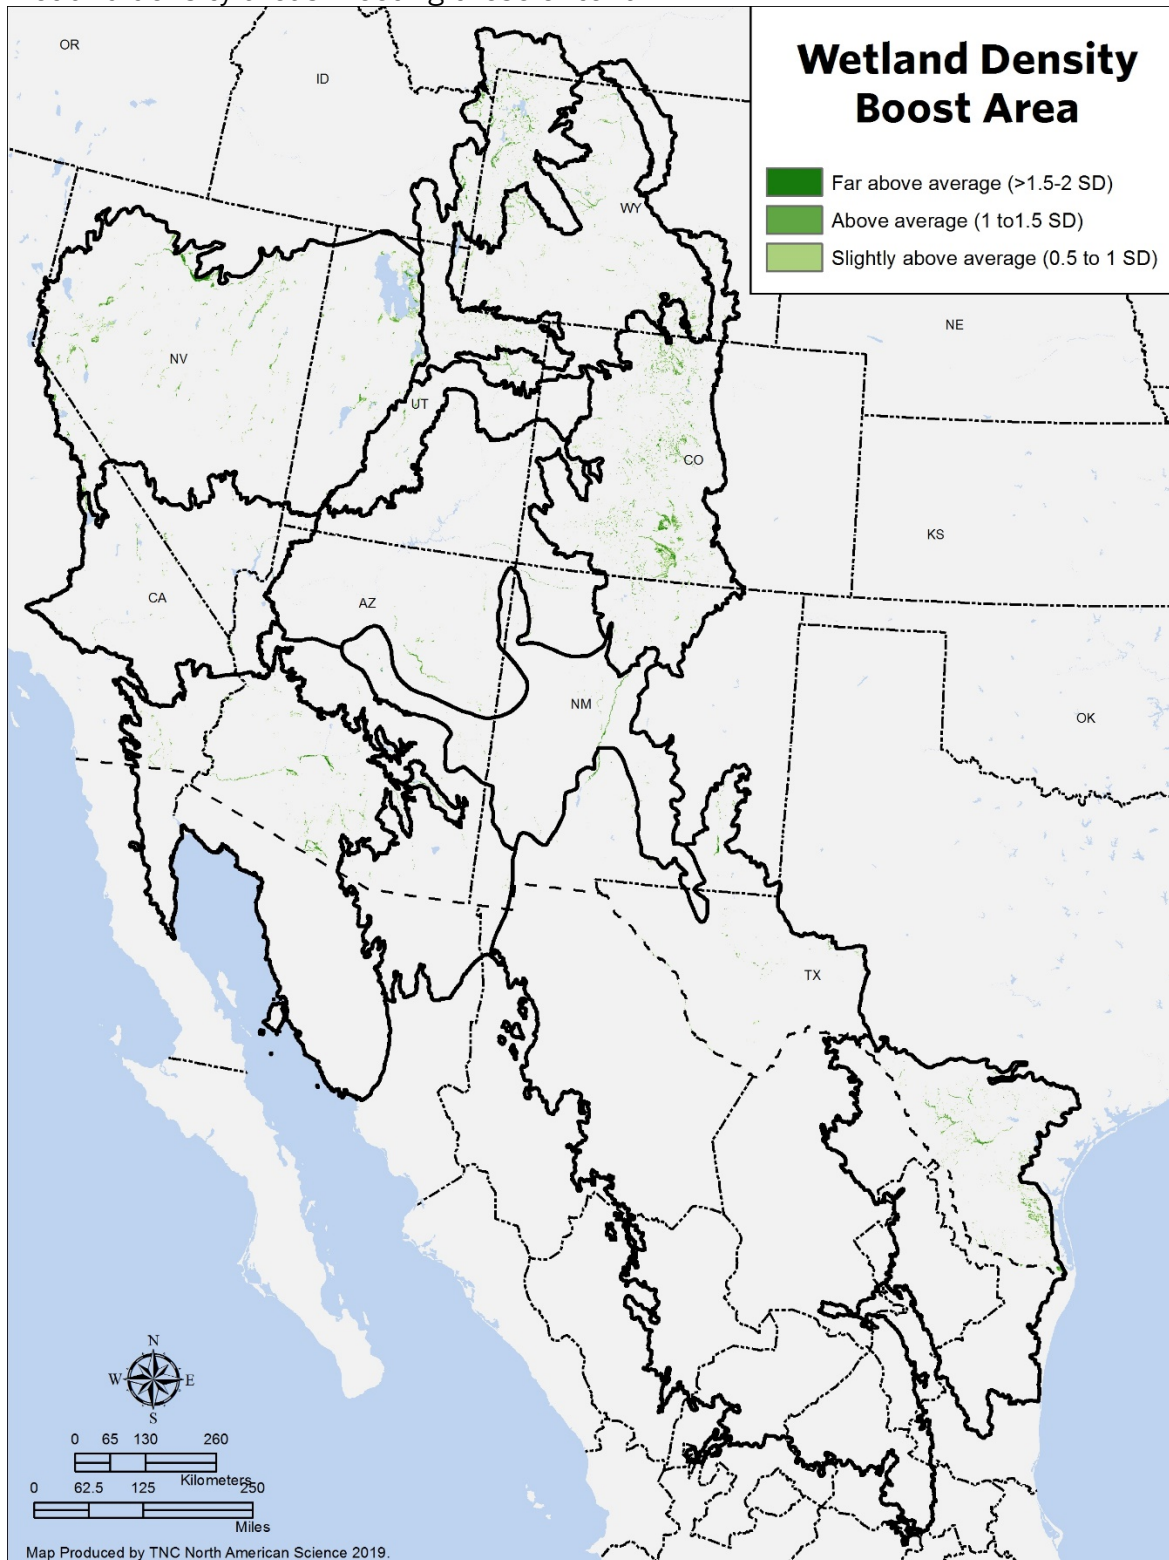 OR
ID
Wetland Density
Boost Area
Far above average (>1.5-2 SD)
Above average (1 to1.5 SD)
Slightly above average (0.5 to 1 SD)
WY
NE
NV
UT
CO
KS
CA
AZ
NM
OK
TX
N
W E
S
0 65 130 260
Kilometers
0 62.5 125 250
Miles
Map Produced by TNC North American Science 2019.